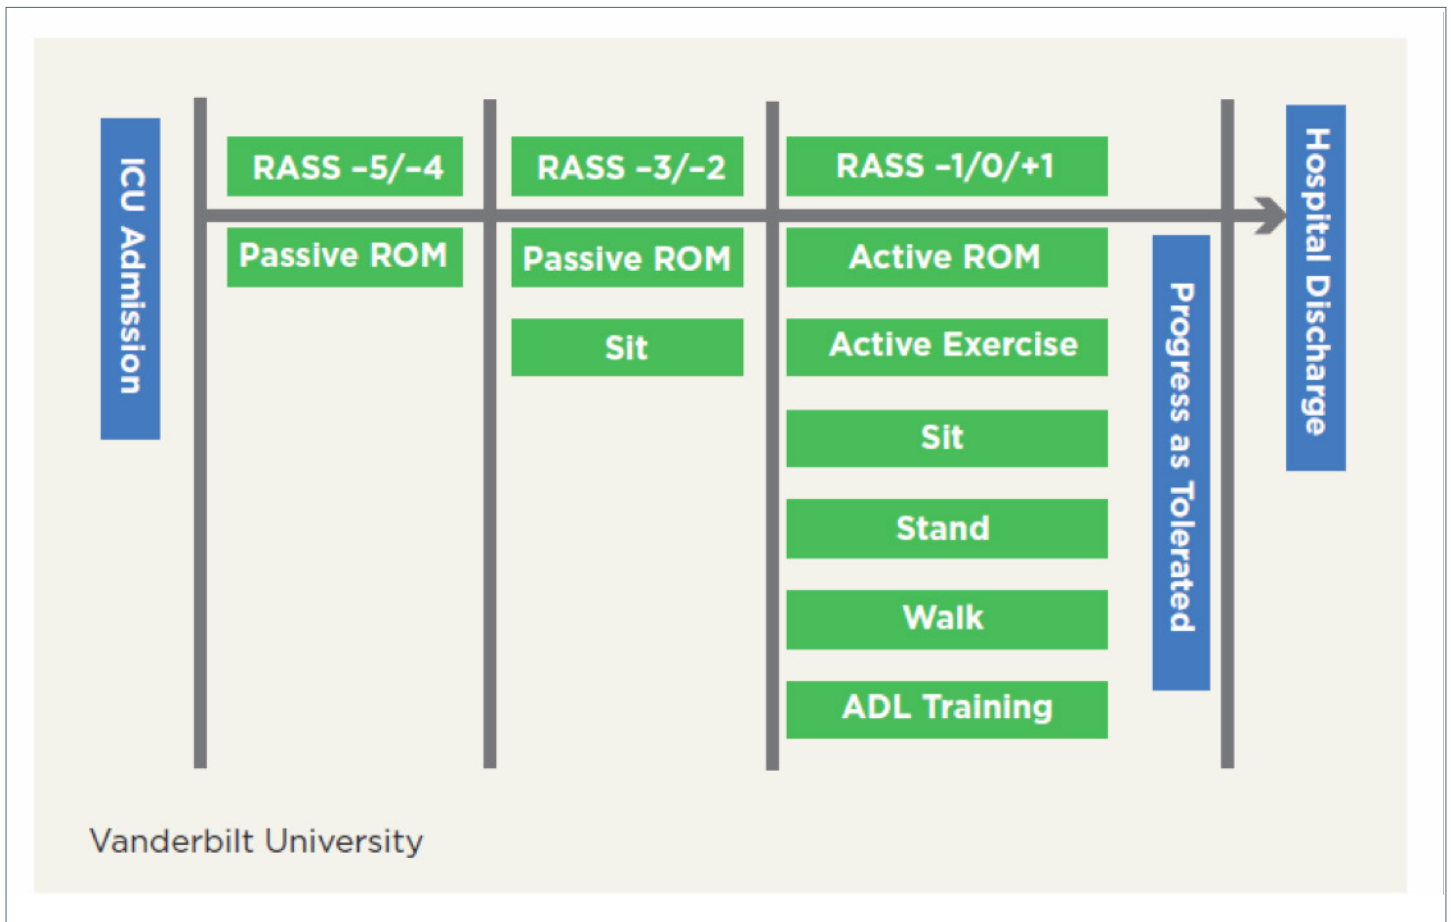 ICU Admission
RASS –5/–4
Passive ROM
RASS –3/–2
Passive ROM
Sit
RASS –1/0/+1
Active ROM
Active Exercise
Sit
Stand
Walk
ADL Training
Progress as Tolerated
Hospital Discharge
Vanderbilt University